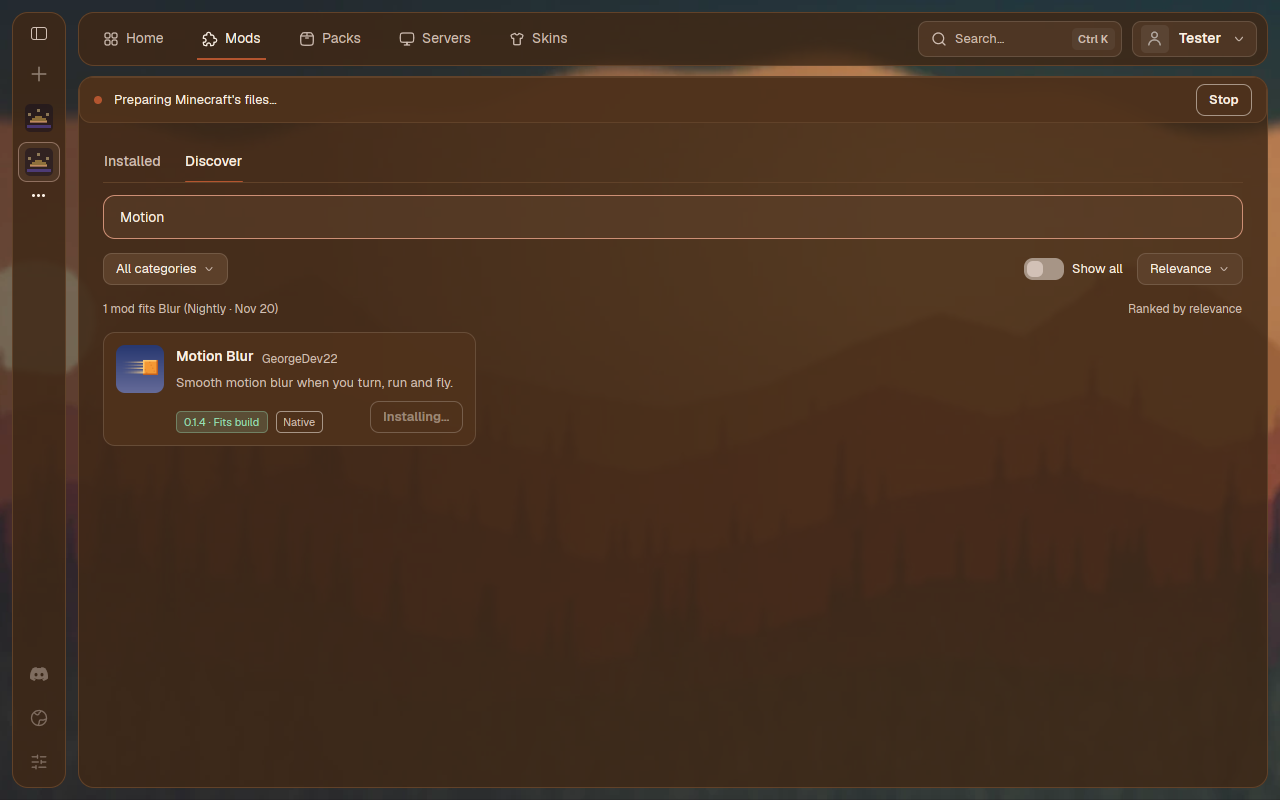 Home
Mods
Packs
Servers
Skins
Search...
Ctrl K
Tester
Preparing Minecraft's files...
Stop
Installed
Discover
Motion
All categories
Show all
Relevance
1 mod fits Blur (Nightly · Nov 20)
Ranked by relevance
Motion Blur GeorgeDev22
Smooth motion blur when you turn, run and fly.
0.1.4 · Fits build
Native
Installing...